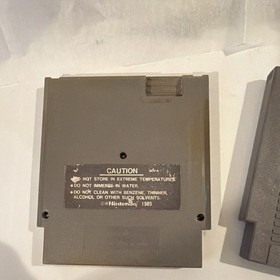 CAUTION
DO NOT STORE IN EXTREME TEMPERATURES.
• DO NOT IMMERSE IN WATER.
• DO NOT CLEAN WITH BENZENE, THINNER,
ALCOHOL OR OTHER SUCH SOLVENTS.
©Nintendo 1985